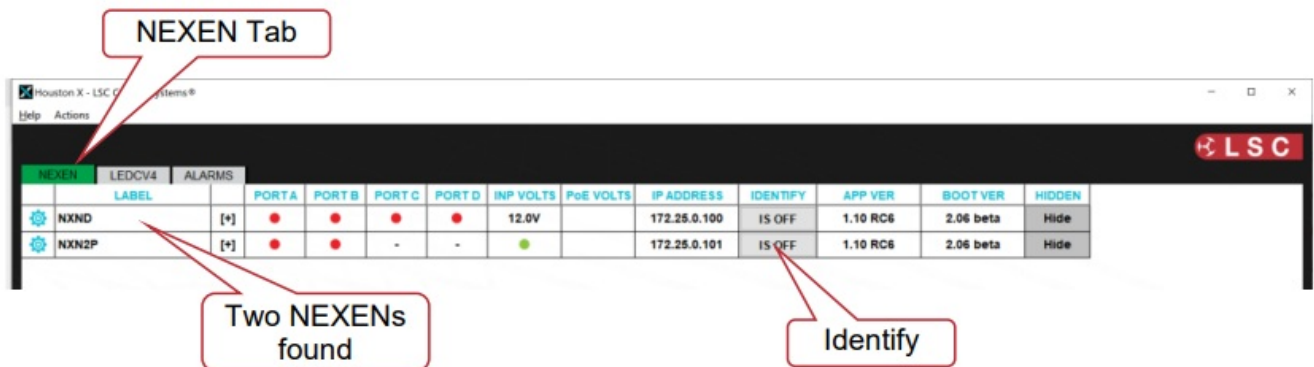 NEXEN Tab
Houston X - LSC C ystems®
Help Actions
LSC
NEXEN LEDCV4 ALARMS
LABEL PORT A PORT B PORT C PORT D INP VOLTS PoE VOLTS IP ADDRESS IDENTIFY APP VER BOOT VER HIDDEN
NXND [+] 12.0V 172.25.0.100 IS OFF 1.10 RC6 2.06 beta Hide
NXN2P [+] - - 172.25.0.101 IS OFF 1.10 RC6 2.06 beta Hide
Two NEXENs
found
Identify